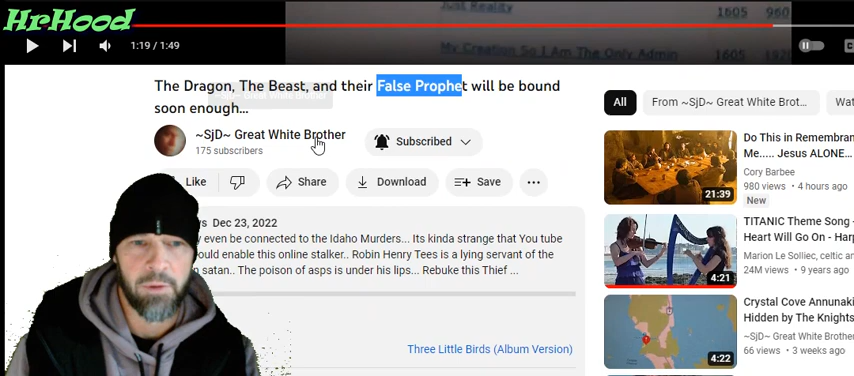 HrHood
Just Reality 1605 960
1:19 / 1:49
My Creation So I Am The Only Admin 1605
The Dragon, The Beast, and their False Prophet will be bound
soon enough...
~SjD~ Great White Brother
175 subscribers
Subscribed
Like
Share
Download
Save
Dec 23, 2022
even be connected to the Idaho Murders... Its kinda strange that You tube
ould enable this online stalker.. Robin Henry Tees is a lying servant of the
satan.. The poison of asps is under his lips... Rebuke this Thief ...
Three Little Birds (Album Version)
All
From ~SjD~ Great White Brot...
Wat
Do This in Remembran
Me..... Jesus ALONE...
Cory Barbee
980 views • 4 hours ago
New
21:39
TITANIC Theme Song -
Heart Will Go On - Harp
Marion Le Solliec, celtic an
24M views • 9 years ago
4:21
Crystal Cove Annunaki
Hidden by The Knights
~SjD~ Great White Brother
66 views • 3 weeks ago
4:22